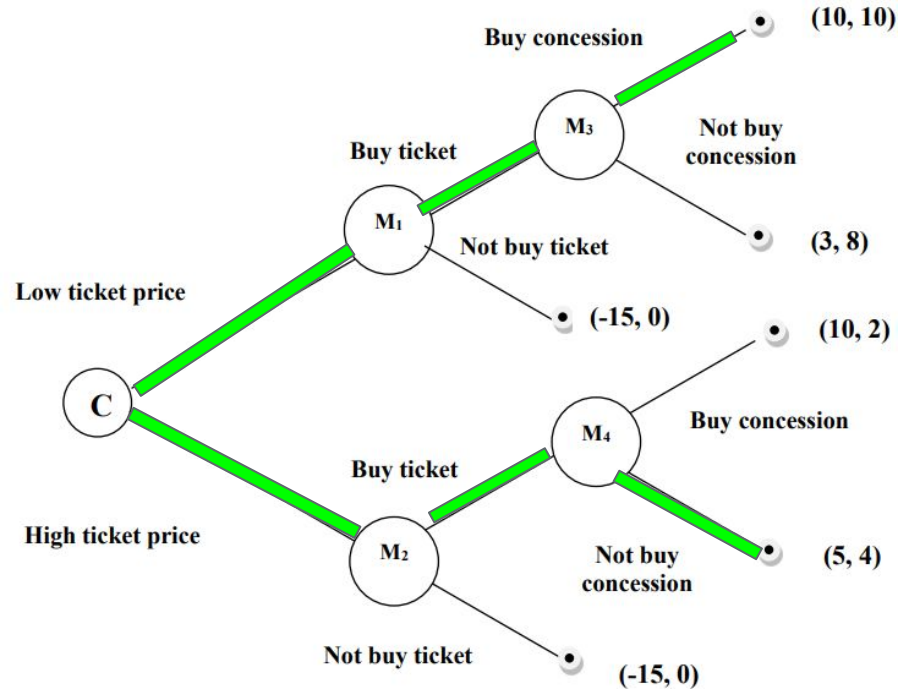 (10, 10)
Buy concession
M₃
Not buy
concession
Buy ticket
M₁
Not buy ticket
(3, 8)
Low ticket price
(-15, 0)
(10, 2)
C
Buy concession
M₄
Buy ticket
High ticket price
M₂
Not buy
concession
(5, 4)
Not buy ticket
(-15, 0)